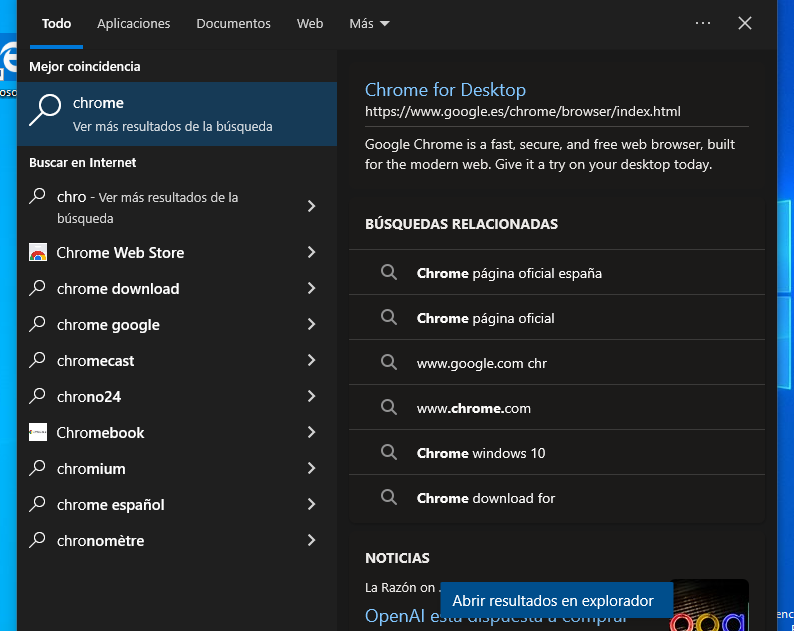 Todo Aplicaciones Documentos Web Más
Mejor coincidencia
chrome
Ver más resultados de la búsqueda
Buscar en Internet
chro - Ver más resultados de la
búsqueda
Chrome Web Store
chrome download
chrome google
chromecast
chrono24
Chromebook
chromium
chrome español
chronomètre
Chrome for Desktop
https://www.google.es/chrome/browser/index.html
Google Chrome is a fast, secure, and free web browser, built
for the modern web. Give it a try on your desktop today.
BÚSQUEDAS RELACIONADAS
Chrome página oficial españa
Chrome página oficial
www.google.com chr
www.chrome.com
Chrome windows 10
Chrome download for
NOTICIAS
La Razón on
Abrir resultados en explorador
OpenAI está dispuesta a comprar